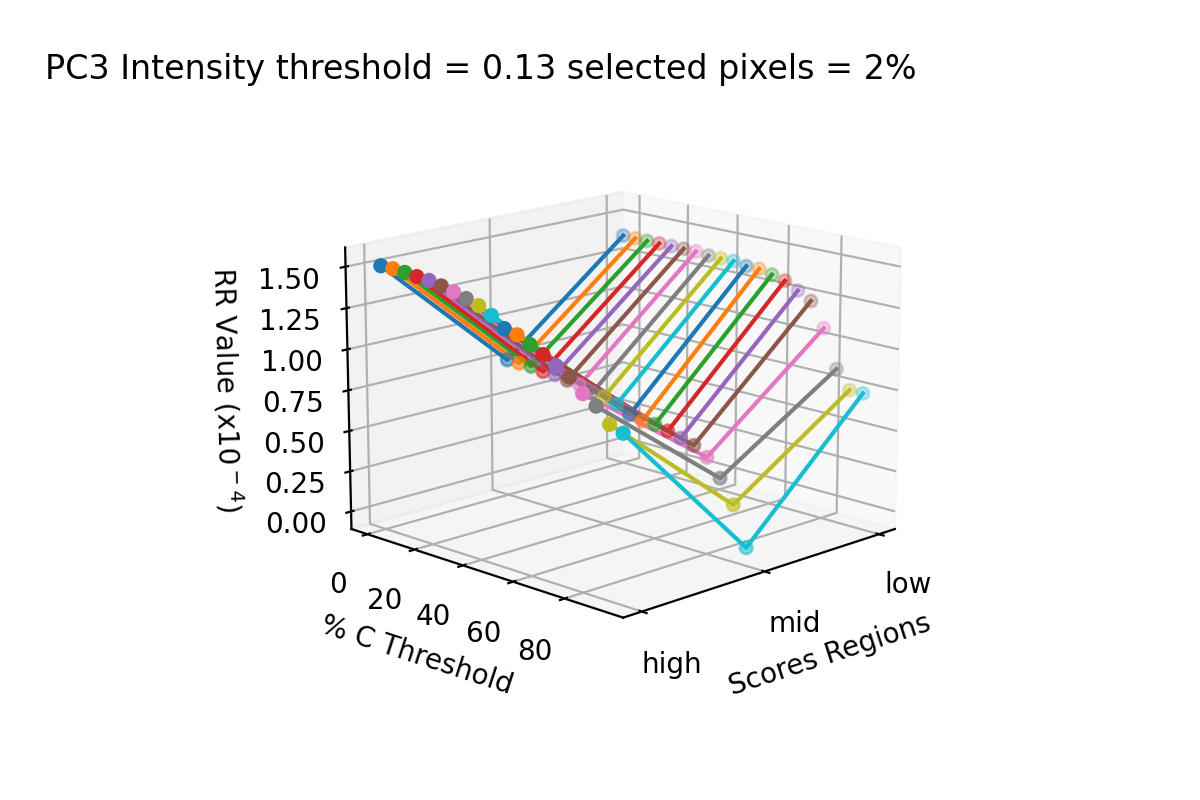 PC3 Intensity threshold = 0.13 selected pixels = 2%
RR Value (x10⁻⁴)
1.50
1.25
1.00
0.75
0.50
0.25
0.00
0
20
40
60
80
% C Threshold
high
mid
low
Scores Regions